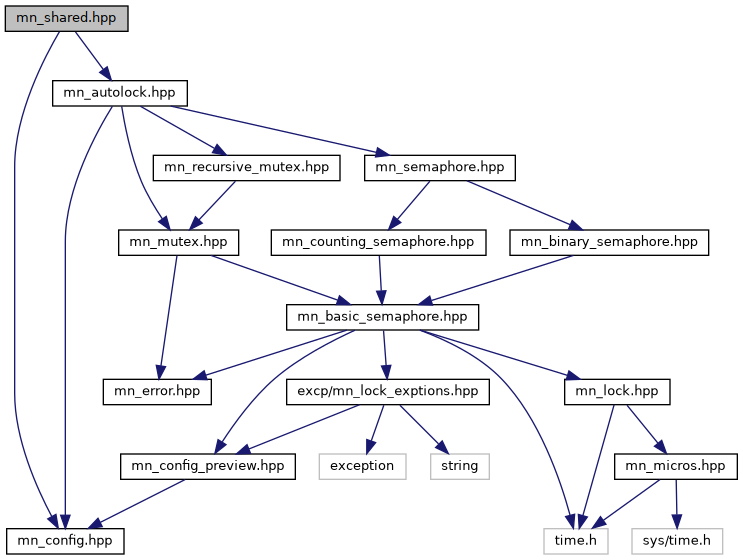 mn_shared.hpp
mn_autolock.hpp
mn_recursive_mutex.hpp
mn_semaphore.hpp
mn_mutex.hpp
mn_counting_semaphore.hpp
mn_binary_semaphore.hpp
mn_basic_semaphore.hpp
mn_error.hpp
excp/mn_lock_exptions.hpp
mn_lock.hpp
mn_config_preview.hpp
exception
string
mn_micros.hpp
mn_config.hpp
time.h
sys/time.h